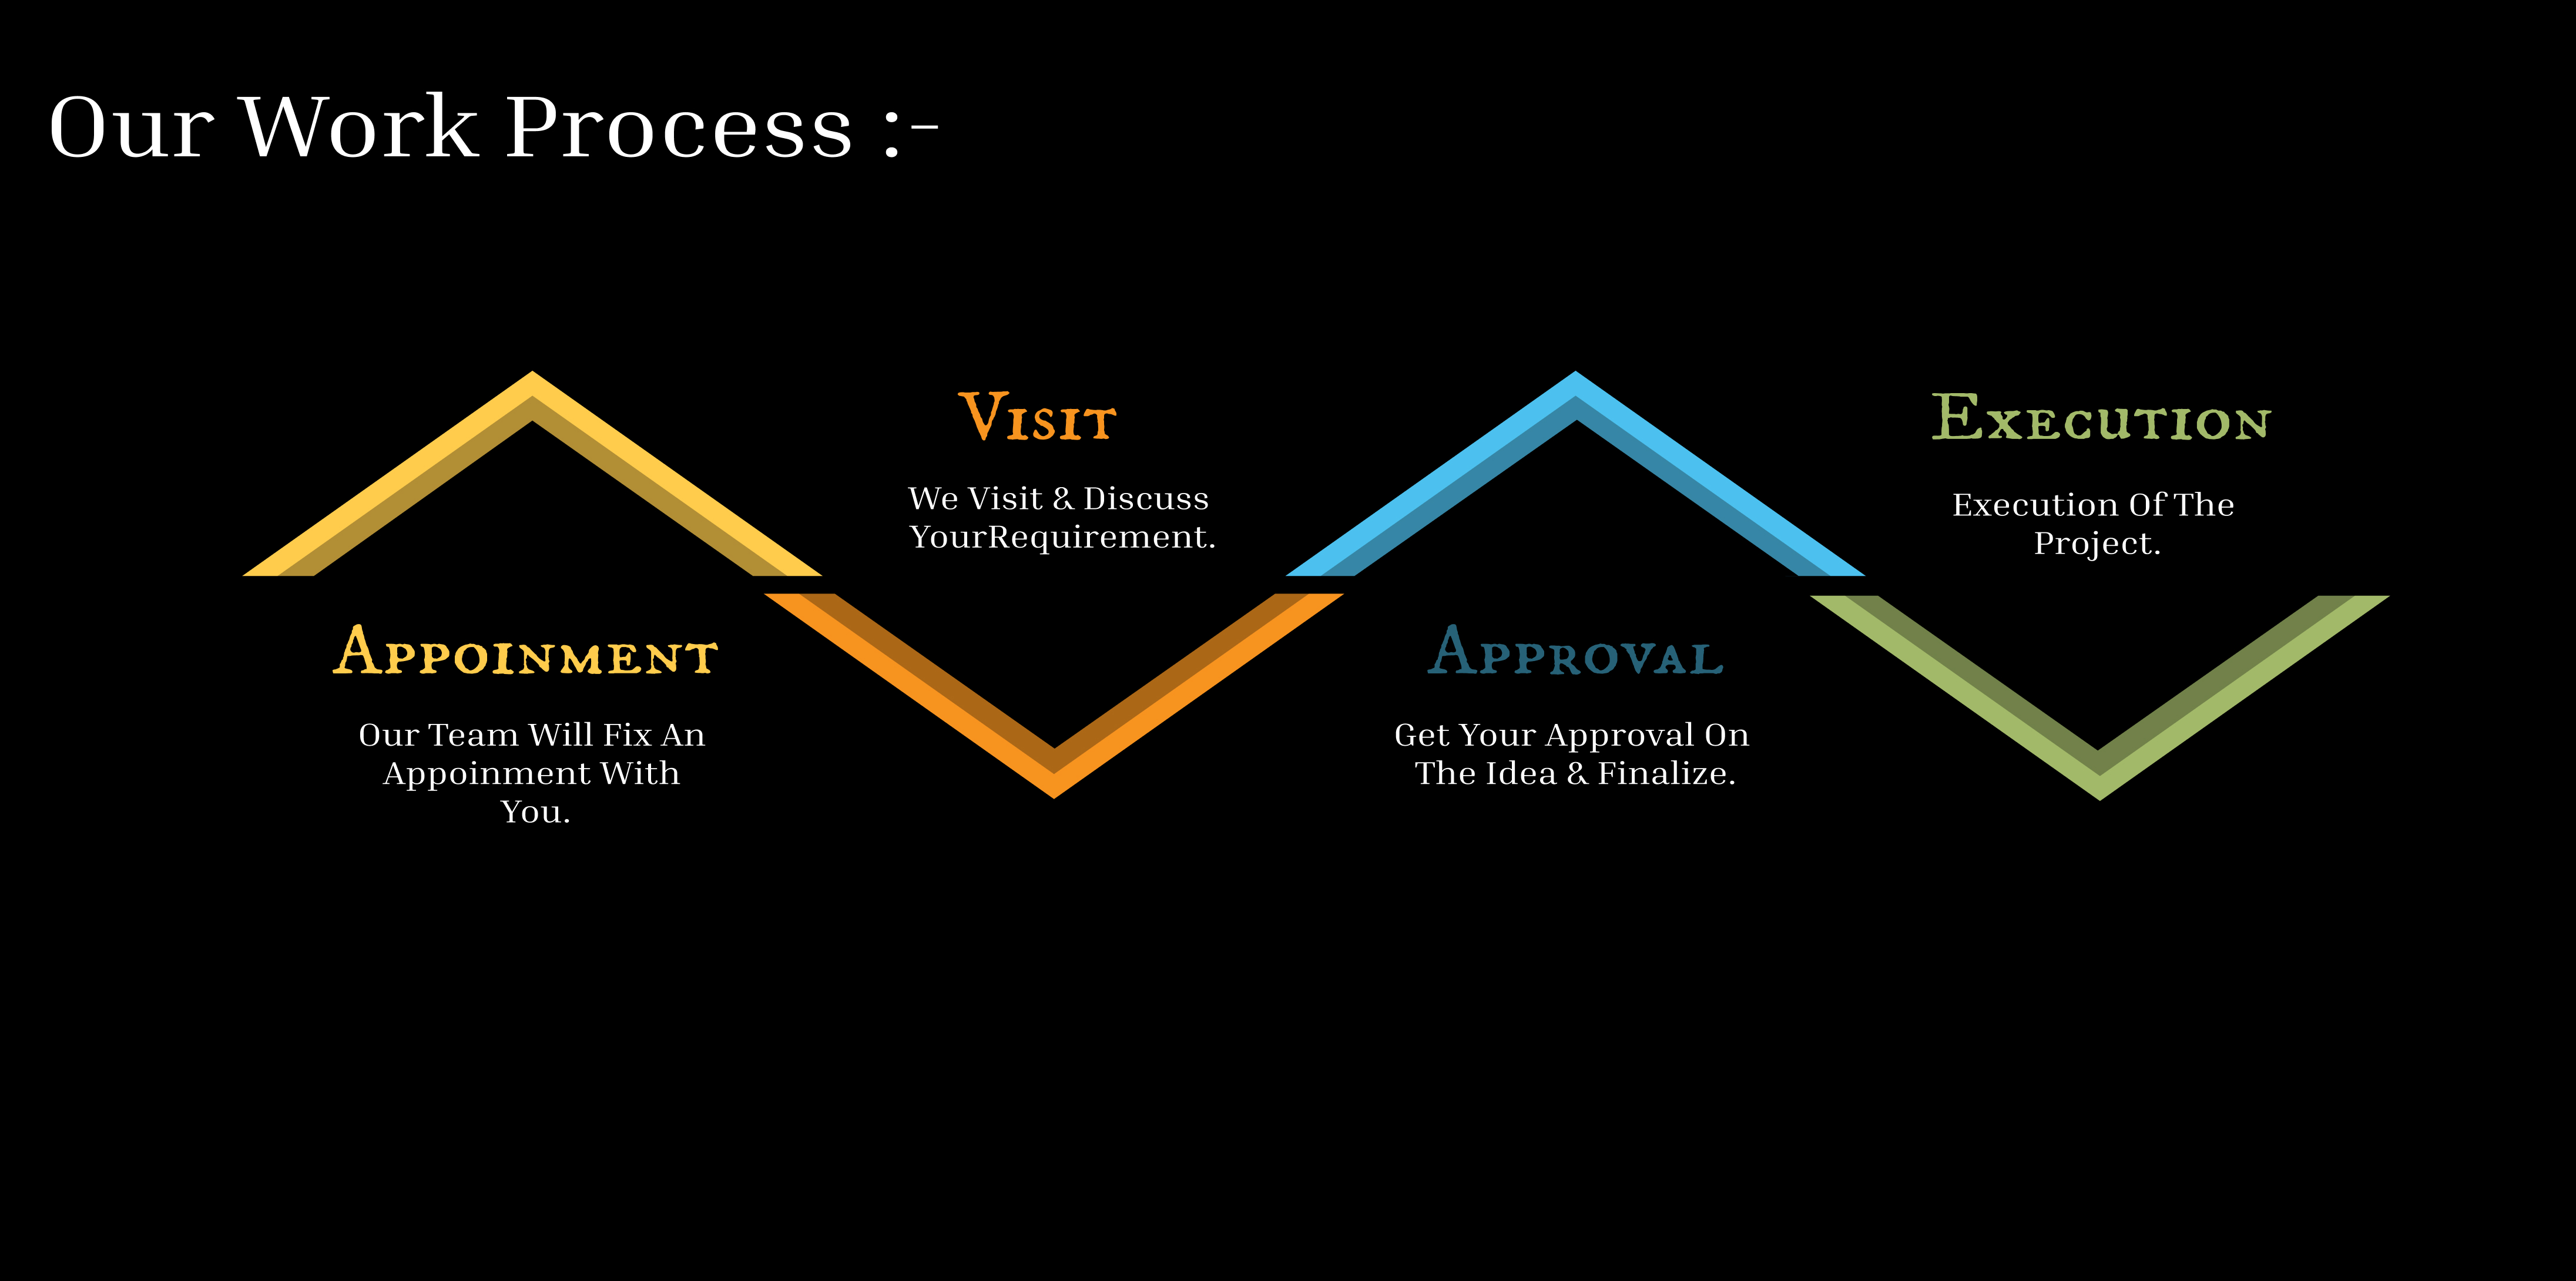 Our Work Process :-
Appoinment
Our Team Will Fix An
Appoinment With
You.
Visit
We Visit & Discuss
YourRequirement.
Approval
Get Your Approval On
The Idea & Finalize.
Execution
Execution Of The
Project.